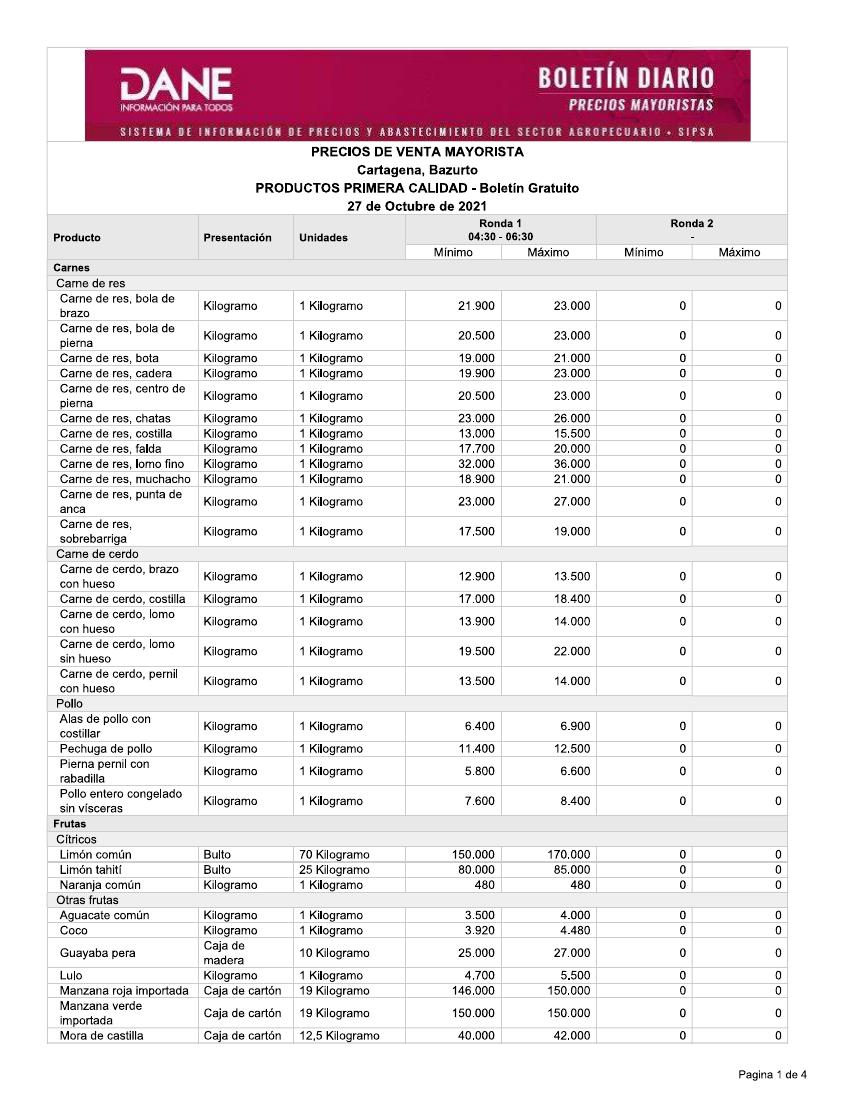 DANE
INFORMACIÓN PARA TODOS
BOLETÍN DIARIO
PRECIOS MAYORISTAS
SISTEMA DE INFORMACIÓN DE PRECIOS Y ABASTECIMIENTO DEL SECTOR AGROPECUARIO • SIPSA
PRECIOS DE VENTA MAYORISTA
Cartagena, Bazurto
PRODUCTOS PRIMERA CALIDAD - Boletín Gratuito
27 de Octubre de 2021
Ronda 1 Ronda 2
Producto Presentación Unidades 04:30 - 06:30 -
Mínimo Máximo Mínimo Máximo
Carnes
Carne de res
Carne de res, bola de
brazo Kilogramo 1 Kilogramo 21.900 23.000 0 0
Carne de res, bola de
pierna Kilogramo 1 Kilogramo 20.500 23.000 0 0
Carne de res, bota Kilogramo 1 Kilogramo 19.000 21.000 0 0
Carne de res, cadera Kilogramo 1 Kilogramo 19.900 23.000 0 0
Carne de res, centro de
pierna Kilogramo 1 Kilogramo 20.500 23.000 0 0
Carne de res, chatas Kilogramo 1 Kilogramo 23.000 26.000 0 0
Carne de res, costilla Kilogramo 1 Kilogramo 13.000 15.500 0 0
Carne de res, falda Kilogramo 1 Kilogramo 17.700 20.000 0 0
Carne de res, lomo fino Kilogramo 1 Kilogramo 32.000 36.000 0 0
Carne de res, muchacho Kilogramo 1 Kilogramo 18.900 21.000 0 0
Carne de res, punta de
anca Kilogramo 1 Kilogramo 23.000 27.000 0 0
Carne de res,
sobrebarriga Kilogramo 1 Kilogramo 17.500 19.000 0 0
Carne de cerdo
Carne de cerdo, brazo
con hueso Kilogramo 1 Kilogramo 12.900 13.500 0 0
Carne de cerdo, costilla Kilogramo 1 Kilogramo 17.000 18.400 0 0
Carne de cerdo, lomo
con hueso Kilogramo 1 Kilogramo 13.900 14.000 0 0
Carne de cerdo, lomo
sin hueso Kilogramo 1 Kilogramo 19.500 22.000 0 0
Carne de cerdo, pernil
con hueso Kilogramo 1 Kilogramo 13.500 14.000 0 0
Pollo
Alas de pollo con
costillar Kilogramo 1 Kilogramo 6.400 6.900 0 0
Pechuga de pollo Kilogramo 1 Kilogramo 11.400 12.500 0 0
Pierna pernil con
rabadilla Kilogramo 1 Kilogramo 5.800 6.600 0 0
Pollo entero congelado
sin vísceras Kilogramo 1 Kilogramo 7.600 8.400 0 0
Frutas
Cítricos
Limón común Bulto 70 Kilogramo 150.000 170.000 0 0
Limón tahití Bulto 25 Kilogramo 80.000 85.000 0 0
Naranja común Kilogramo 1 Kilogramo 480 480 0 0
Otras frutas
Aguacate común Kilogramo 1 Kilogramo 3.500 4.000 0 0
Coco Kilogramo 1 Kilogramo 3.920 4.480 0 0
Guayaba pera Caja de
madera 10 Kilogramo 25.000 27.000 0 0
Lulo Kilogramo 1 Kilogramo 4.700 5.500 0 0
Manzana roja importada Caja de cartón 19 Kilogramo 146.000 150.000 0 0
Manzana verde
importada Caja de cartón 19 Kilogramo 150.000 150.000 0 0
Mora de castilla Caja de cartón 12,5 Kilogramo 40.000 42.000 0 0
Pagina 1 de 4